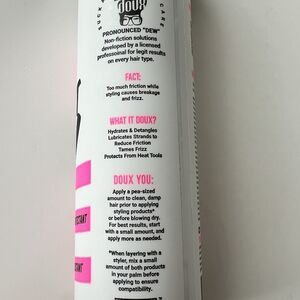 doux
PRONOUNCED "DEW"
Non-fiction solutions
developed by a licensed
professoinal for legit results
on every hair type.
FACT:
Too much friction while
styling causes breakage
and frizz.
WHAT IT DOUX?
Hydrates & Detangles
Lubricates Strands to
Reduce Friction
Tames Frizz
Protects From Heat Tools
DOUX YOU:
Apply a pea-sized
amount to clean, damp
hair prior to applying
styling products*
or before blowing dry.
For best results, start
with a small amount, and
apply more as needed.
*When layering with a
styler, mix a small
amount of both products
in your palm before
applying to ensure
compatibility.